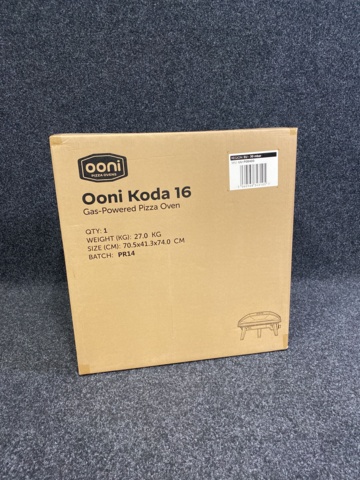 ooni
PIZZA OVENS
Ooni Koda 16
Gas-Powered Pizza Oven
QTY: 1
WEIGHT (KG): 27.0 KG
SIZE (CM): 70.5x41.3x74.0 CM
BATCH: PR14